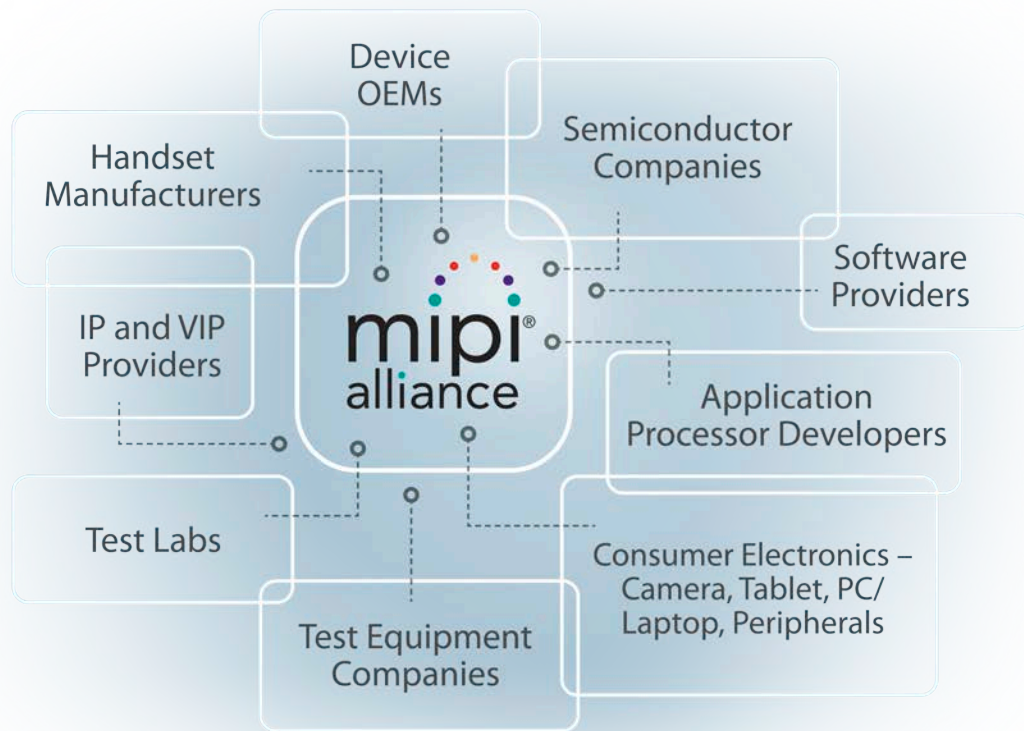 Device
OEMs
Semiconductor
Companies
Handset
Manufacturers
Software
Providers
IP and VIP
Providers
mipi®
alliance
Application
Processor Developers
Test Labs
Consumer Electronics –
Camera, Tablet, PC/
Laptop, Peripherals
Test Equipment
Companies